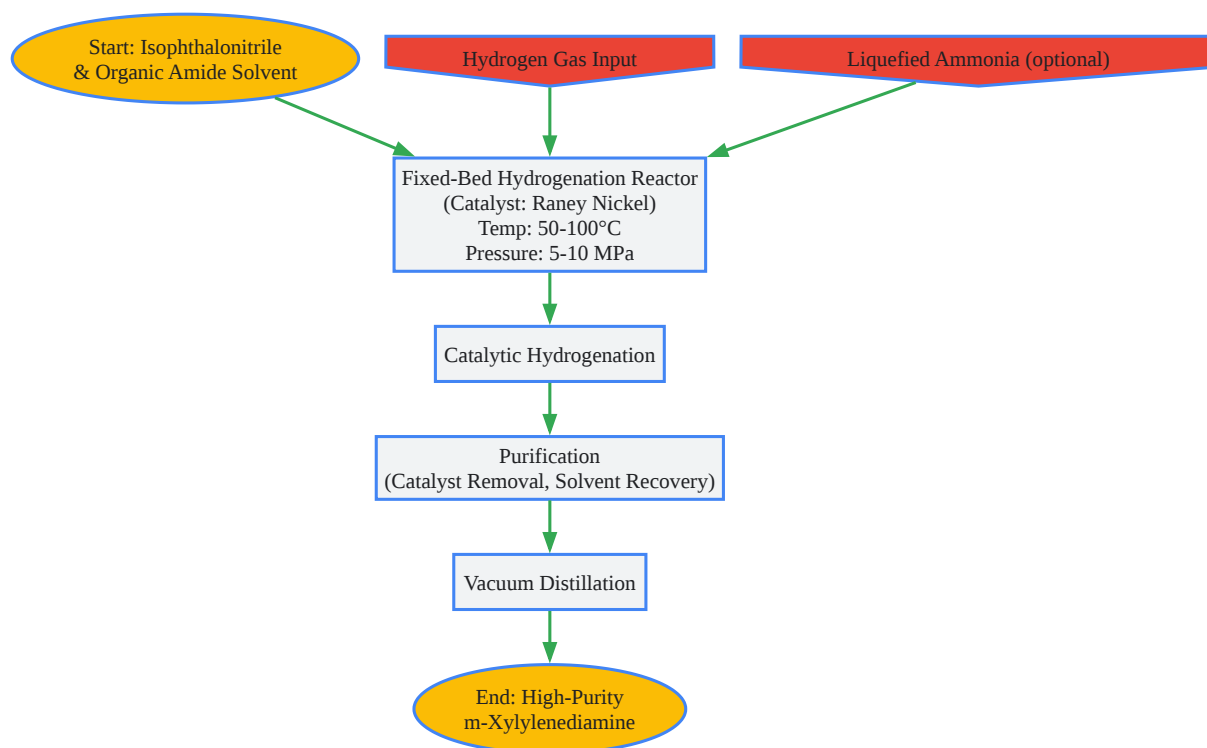 Start: Isophthalonitrile
& Organic Amide Solvent
Hydrogen Gas Input
Liquefied Ammonia (optional)
Fixed-Bed Hydrogenation Reactor
(Catalyst: Raney Nickel)
Temp: 50-100°C
Pressure: 5-10 MPa
Catalytic Hydrogenation
Purification
(Catalyst Removal, Solvent Recovery)
Vacuum Distillation
End: High-Purity
m-Xylylenediamine